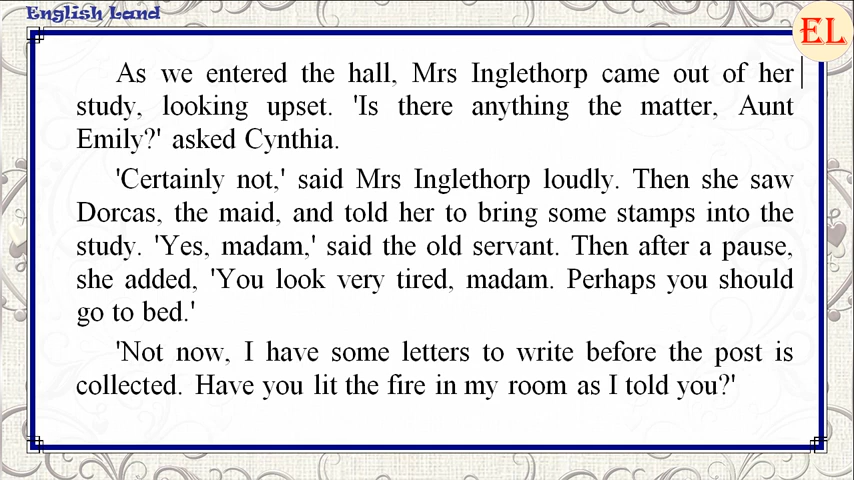 English Land
EL
As we entered the hall, Mrs Inglethorp came out of her
study, looking upset. 'Is there anything the matter, Aunt
Emily?' asked Cynthia.
'Certainly not,' said Mrs Inglethorp loudly. Then she saw
Dorcas, the maid, and told her to bring some stamps into the
study. 'Yes, madam,' said the old servant. Then after a pause,
she added, 'You look very tired, madam. Perhaps you should
go to bed.'
'Not now, I have some letters to write before the post is
collected. Have you lit the fire in my room as I told you?'